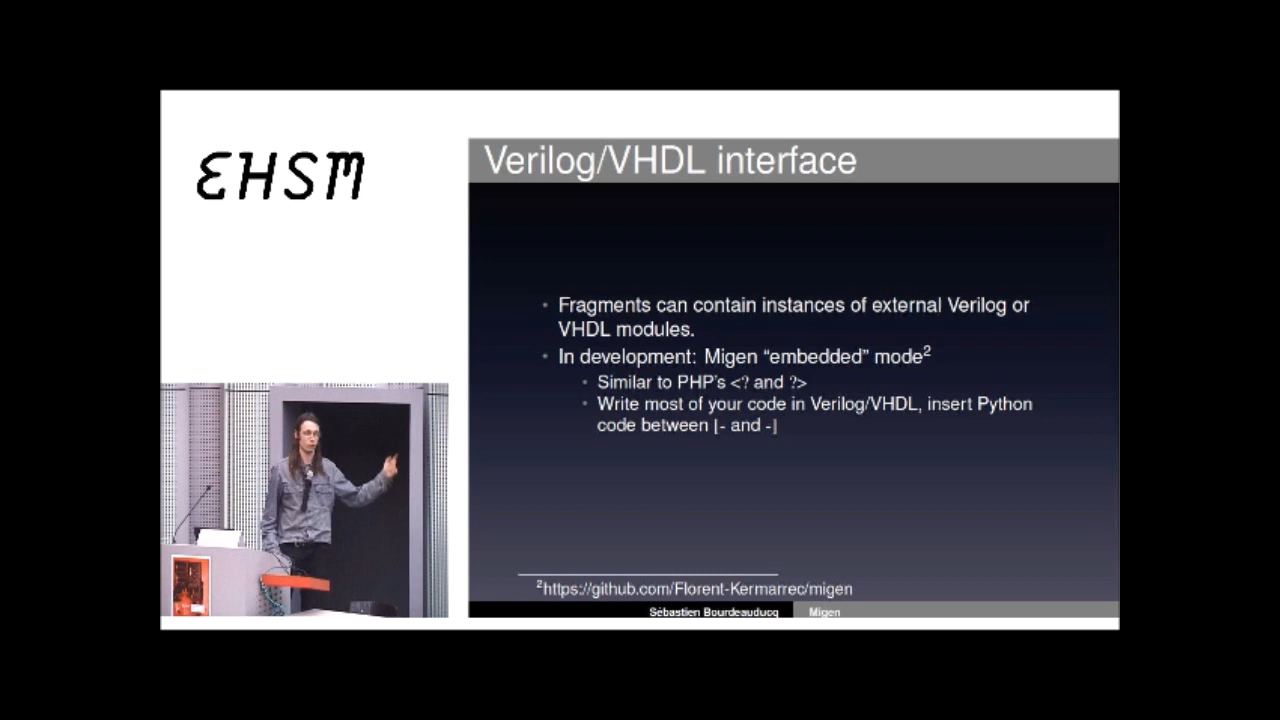 EHSM
Verilog/VHDL interface
Fragments can contain instances of external Verilog or
VHDL modules.
In development: Migen “embedded” mode²
Similar to PHP's <? and ?>
Write most of your code in Verilog/VHDL, insert Python
code between |- and -|
²https://github.com/Florent-Kermarrec/migen
Sébastien Bourdeauducq
Migen